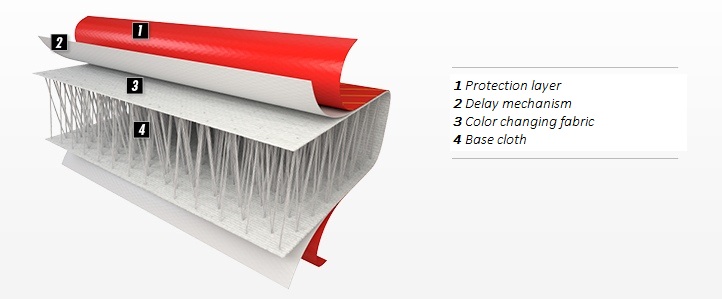 1
2
3
4
1 Protection layer
2 Delay mechanism
3 Color changing fabric
4 Base cloth